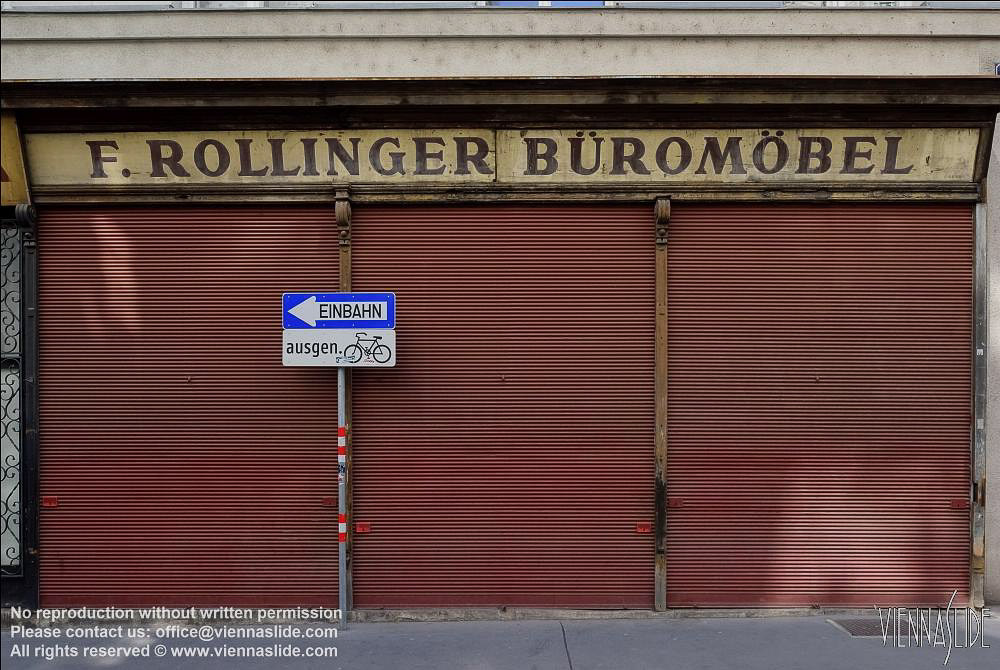 F. ROLLINGER BÜROMÖBEL
EINBAHN
ausgen.
No reproduction without written permission
Please contact us: office@viennaslide.com
All rights reserved © www.viennaslide.com
VIENNASLIDE